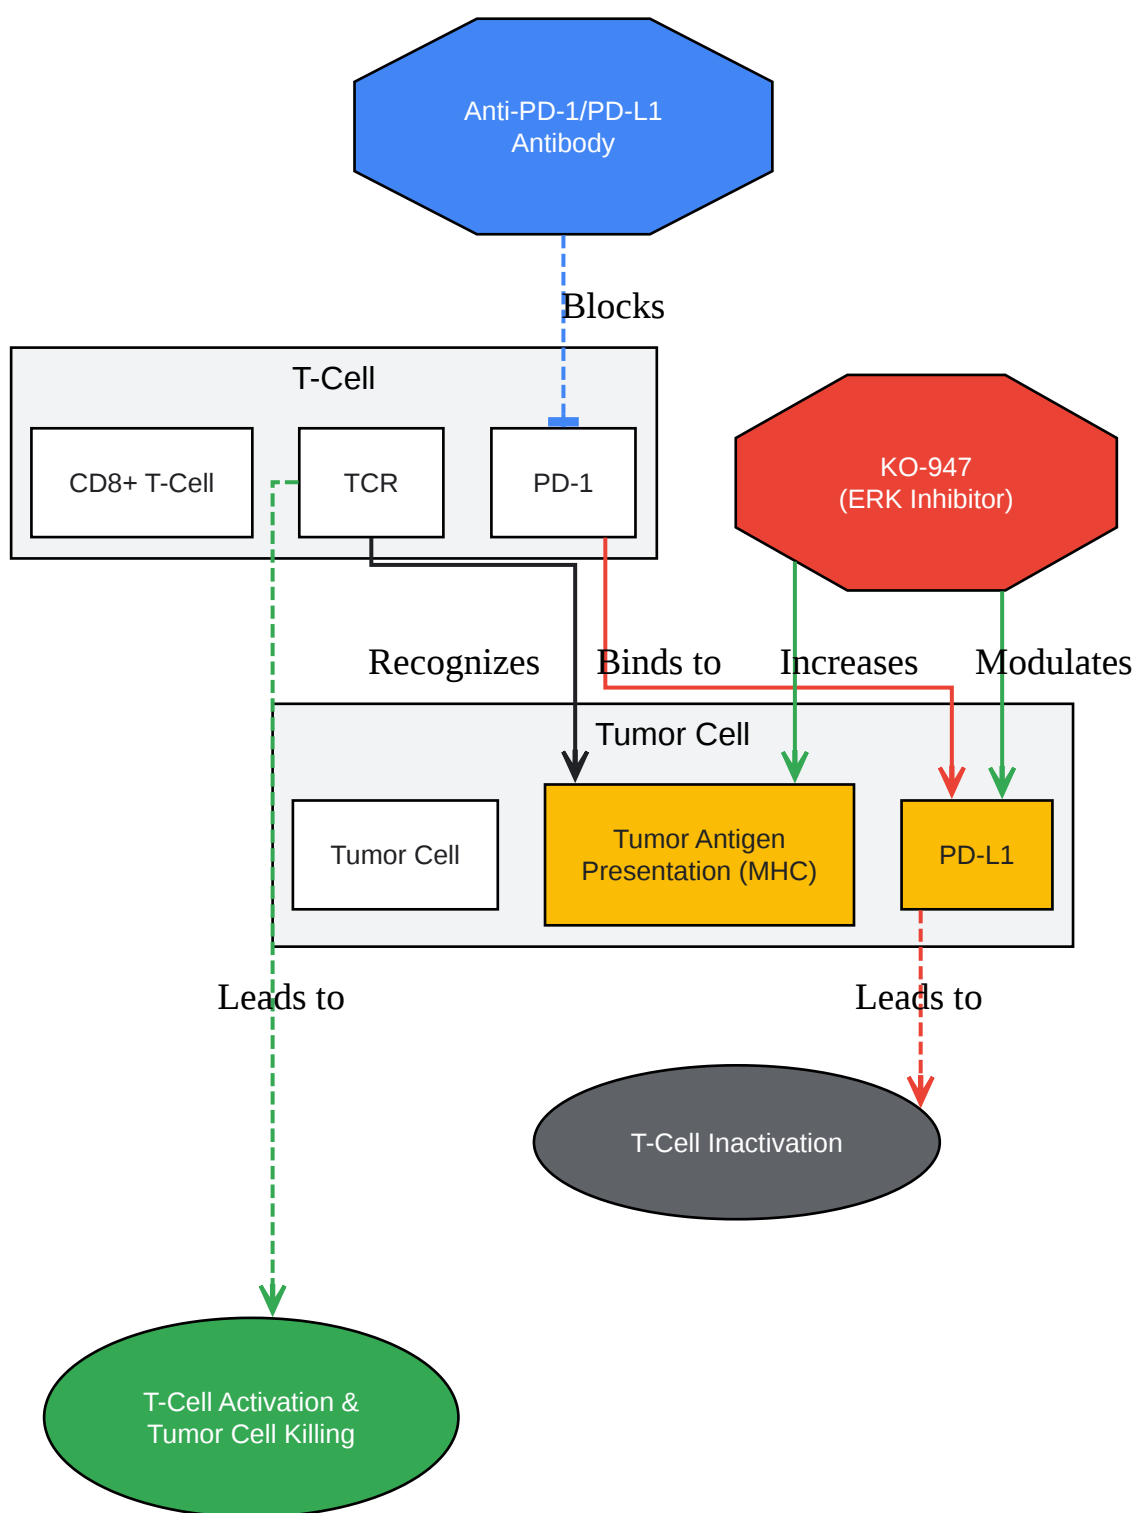 Anti-PD-1/PD-L1
Antibody
Blocks
T-Cell
CD8+ T-Cell
TCR
PD-1
KO-947
(ERK Inhibitor)
Recognizes
Binds to
Increases
Modulates
Tumor Cell
Tumor Cell
Tumor Antigen
Presentation (MHC)
PD-L1
Leads to
Leads to
T-Cell Inactivation
T-Cell Activation &
Tumor Cell Killing